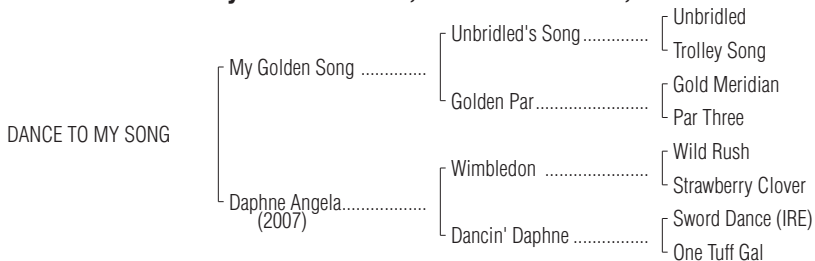 Unbridled
Unbridled's Song..............
Trolley Song
My Golden Song ..............
Gold Meridian
Golden Par........................
Par Three
DANCE TO MY SONG
Wild Rush
Wimbledon ......................
Strawberry Clover
Daphne Angela..................
(2007)
Sword Dance (IRE)
Dancin' Daphne ................
One Tuff Gal